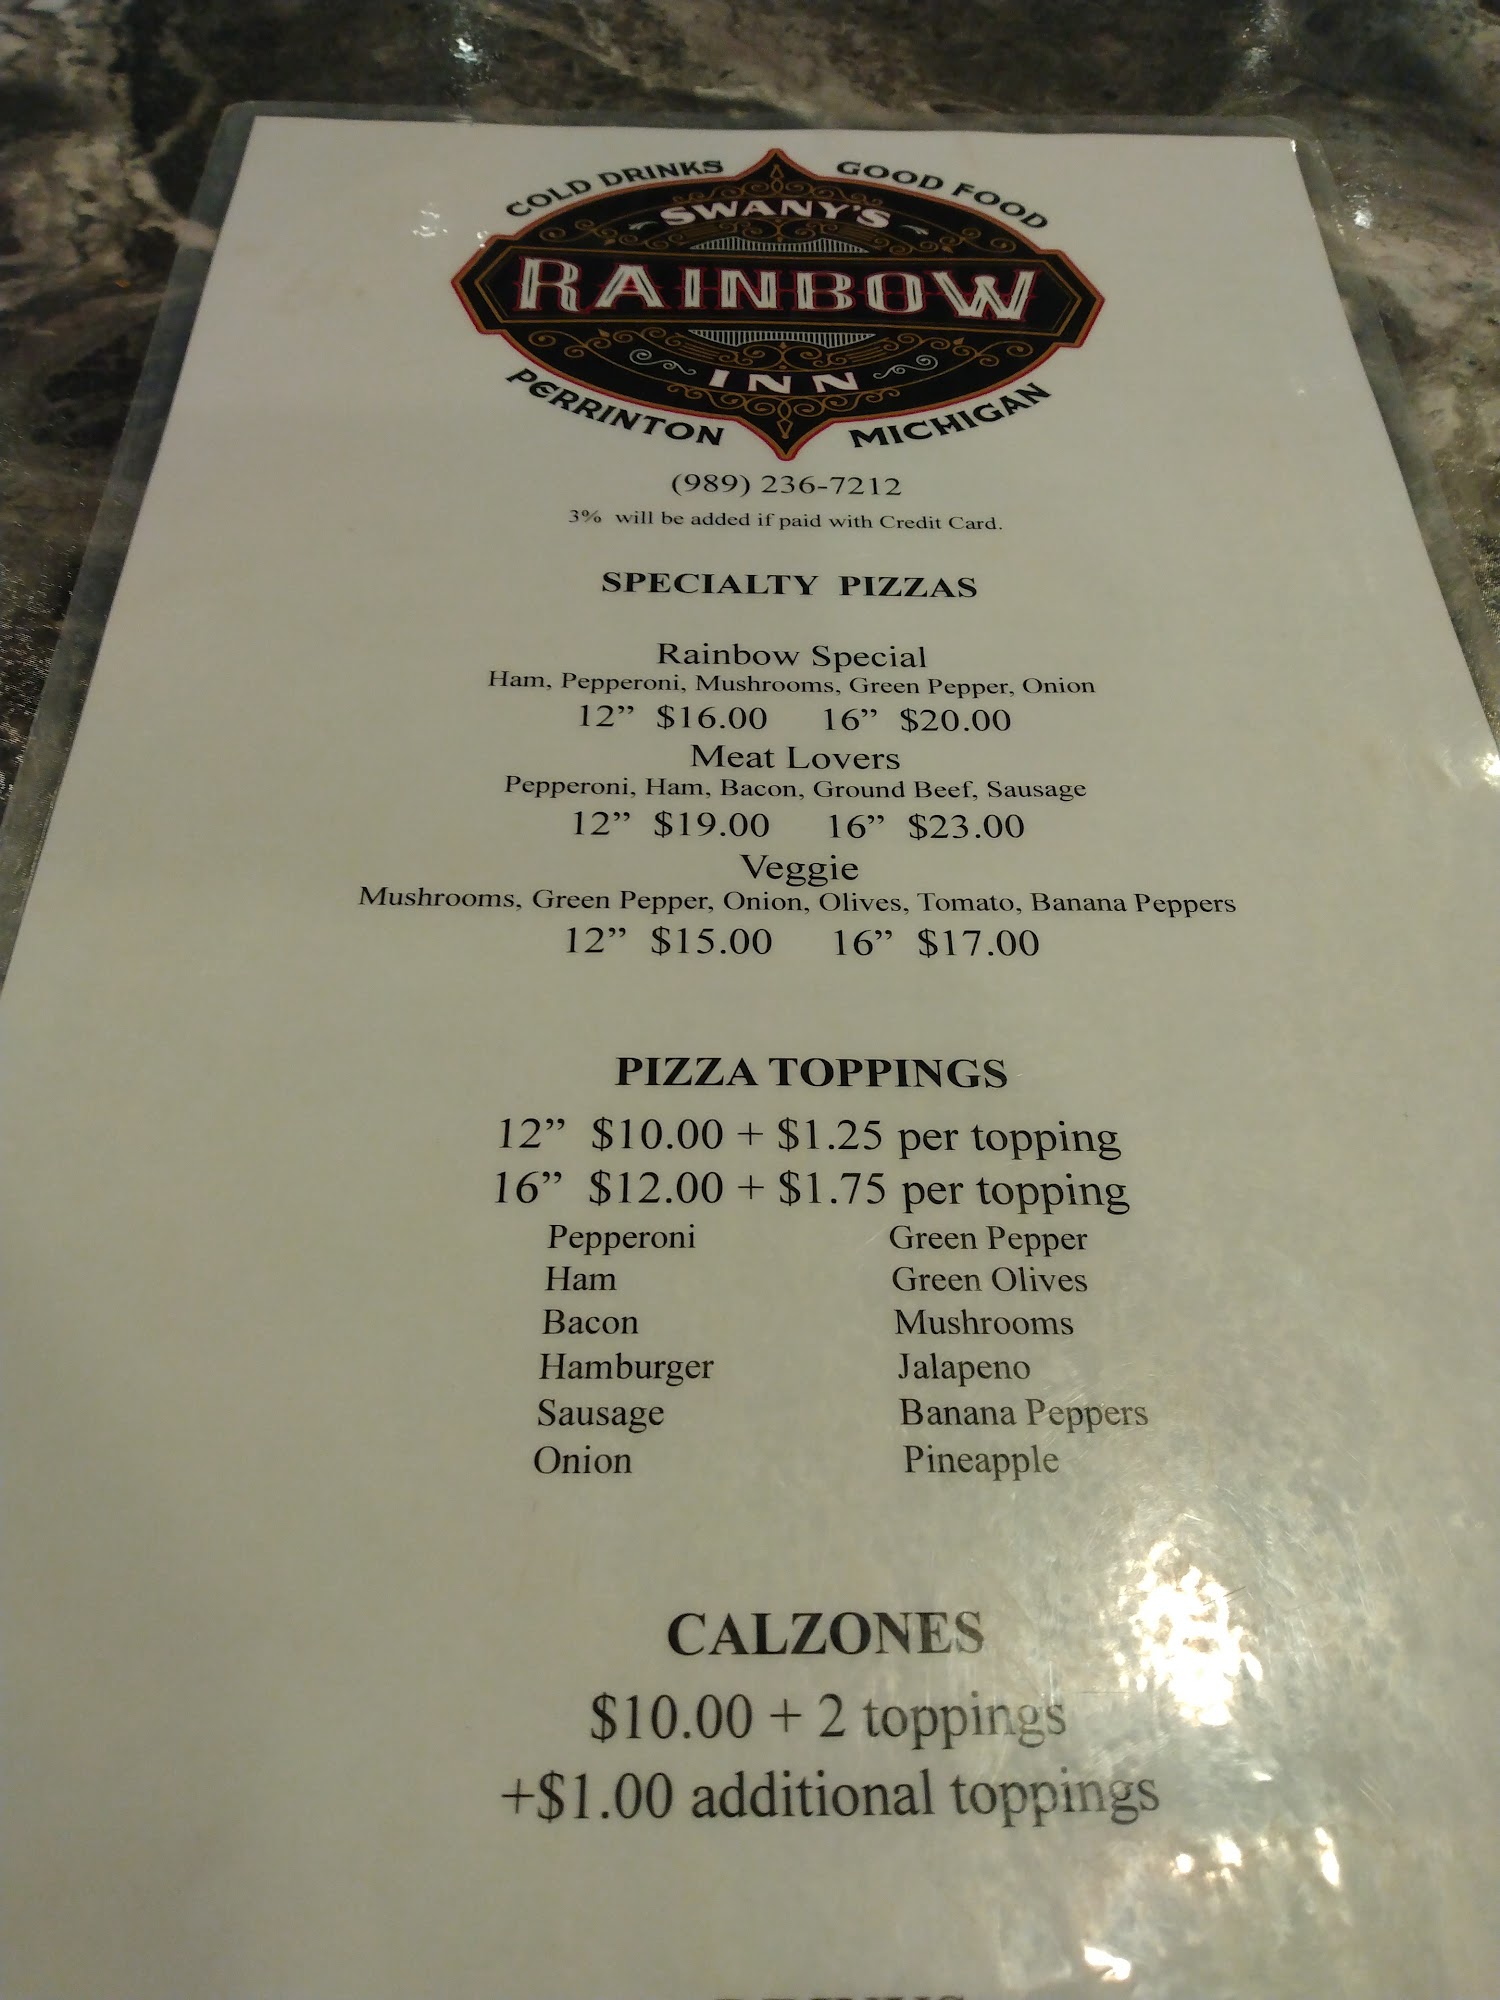 COLD DRINKS GOOD FOOD
SWANY'S
RAINBOW
INN
PERRINTON MICHIGAN
(989) 236-7212
3% will be added if paid with Credit Card.
SPECIALTY PIZZAS
Rainbow Special
Ham, Pepperoni, Mushrooms, Green Pepper, Onion
12” $16.00 16” $20.00
Meat Lovers
Pepperoni, Ham, Bacon, Ground Beef, Sausage
12” $19.00 16” $23.00
Veggie
Mushrooms, Green Pepper, Onion, Olives, Tomato, Banana Peppers
12” $15.00 16” $17.00
PIZZA TOPPINGS
12” $10.00 + $1.25 per topping
16” $12.00 + $1.75 per topping
Pepperoni Green Pepper
Ham Green Olives
Bacon Mushrooms
Hamburger Jalapeno
Sausage Banana Peppers
Onion Pineapple
CALZONES
$10.00 + 2 toppings
+$1.00 additional toppings